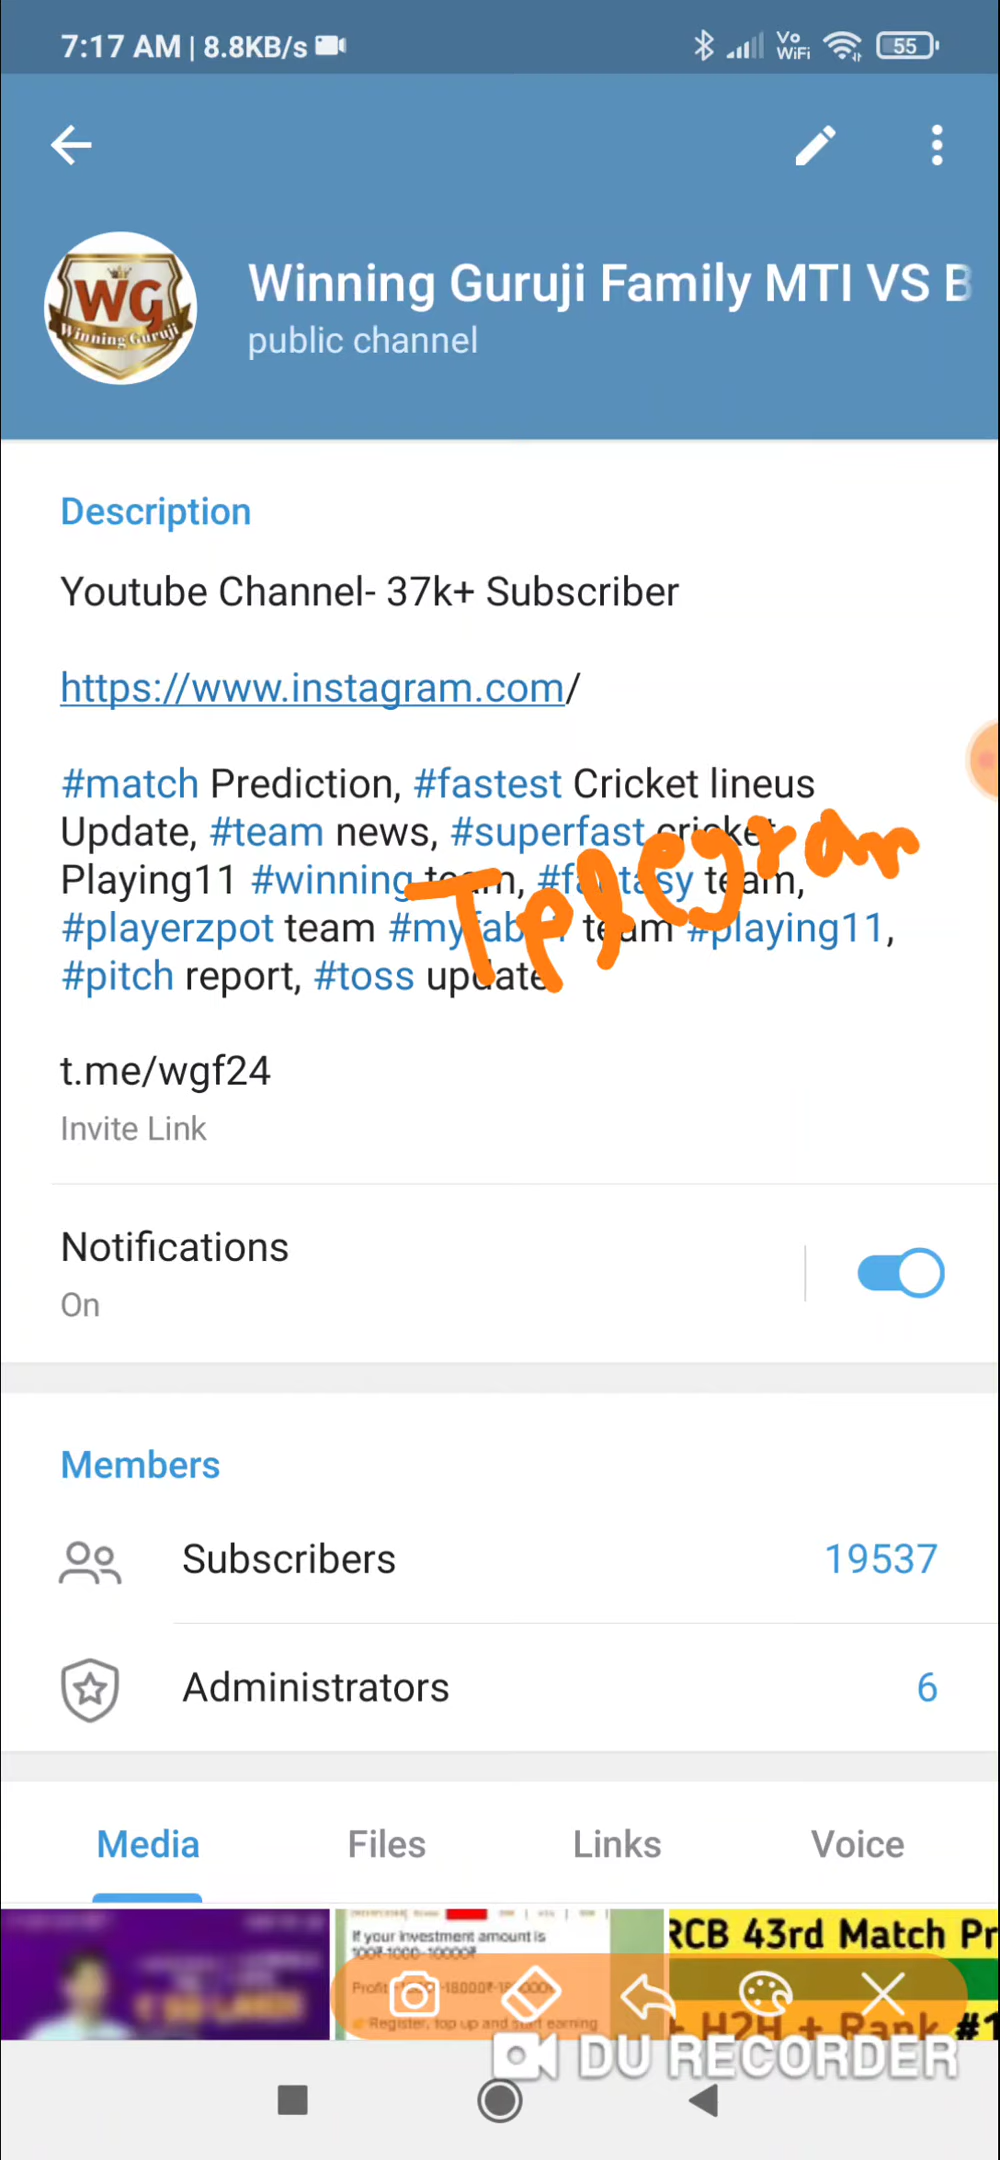 7:17 AM | 8.8KB/s
Vo
WiFi
55
WG
Winning Guruji
Winning Guruji Family MTI VS B
public channel
Description
Youtube Channel- 37k+ Subscriber
https://www.instagram.com/
#match Prediction, #fastest Cricket lineus
Update, #team news, #superfast cricket
Playing11 #winning team, #fantasy team,
#playerzpot team #myfab11 team #playing11,
#pitch report, #toss update
Telegram
t.me/wgf24
Invite Link
Notifications
On
Members
Subscribers 19537
Administrators 6
Media Files Links Voice
If your investment amount is
Register, top up and start earning
RCB 43rd Match Pr
H2H + Rank #1
DU RECORDER